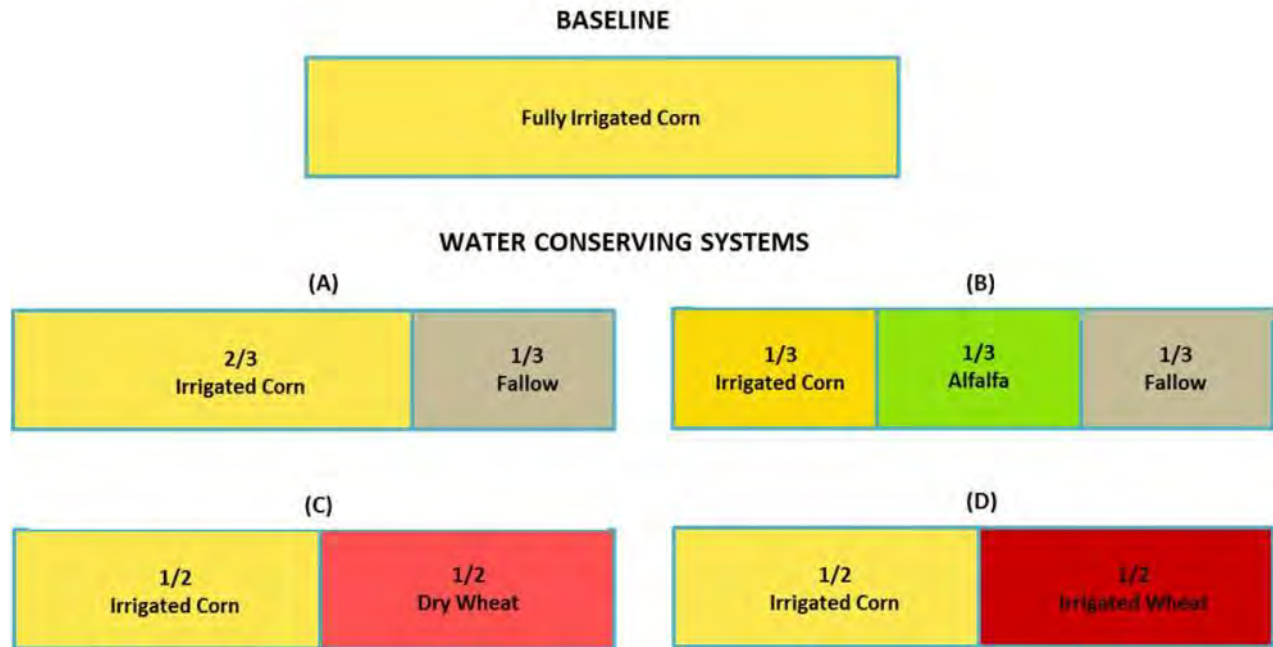 BASELINE
Fully Irrigated Corn
WATER CONSERVING SYSTEMS
(A)
2/3
Irrigated Corn
1/3
Fallow
(B)
1/3
Irrigated Corn
1/3
Alfalfa
1/3
Fallow
(C)
1/2
Irrigated Corn
1/2
Dry Wheat
(D)
1/2
Irrigated Corn
1/2
Irrigated Wheat